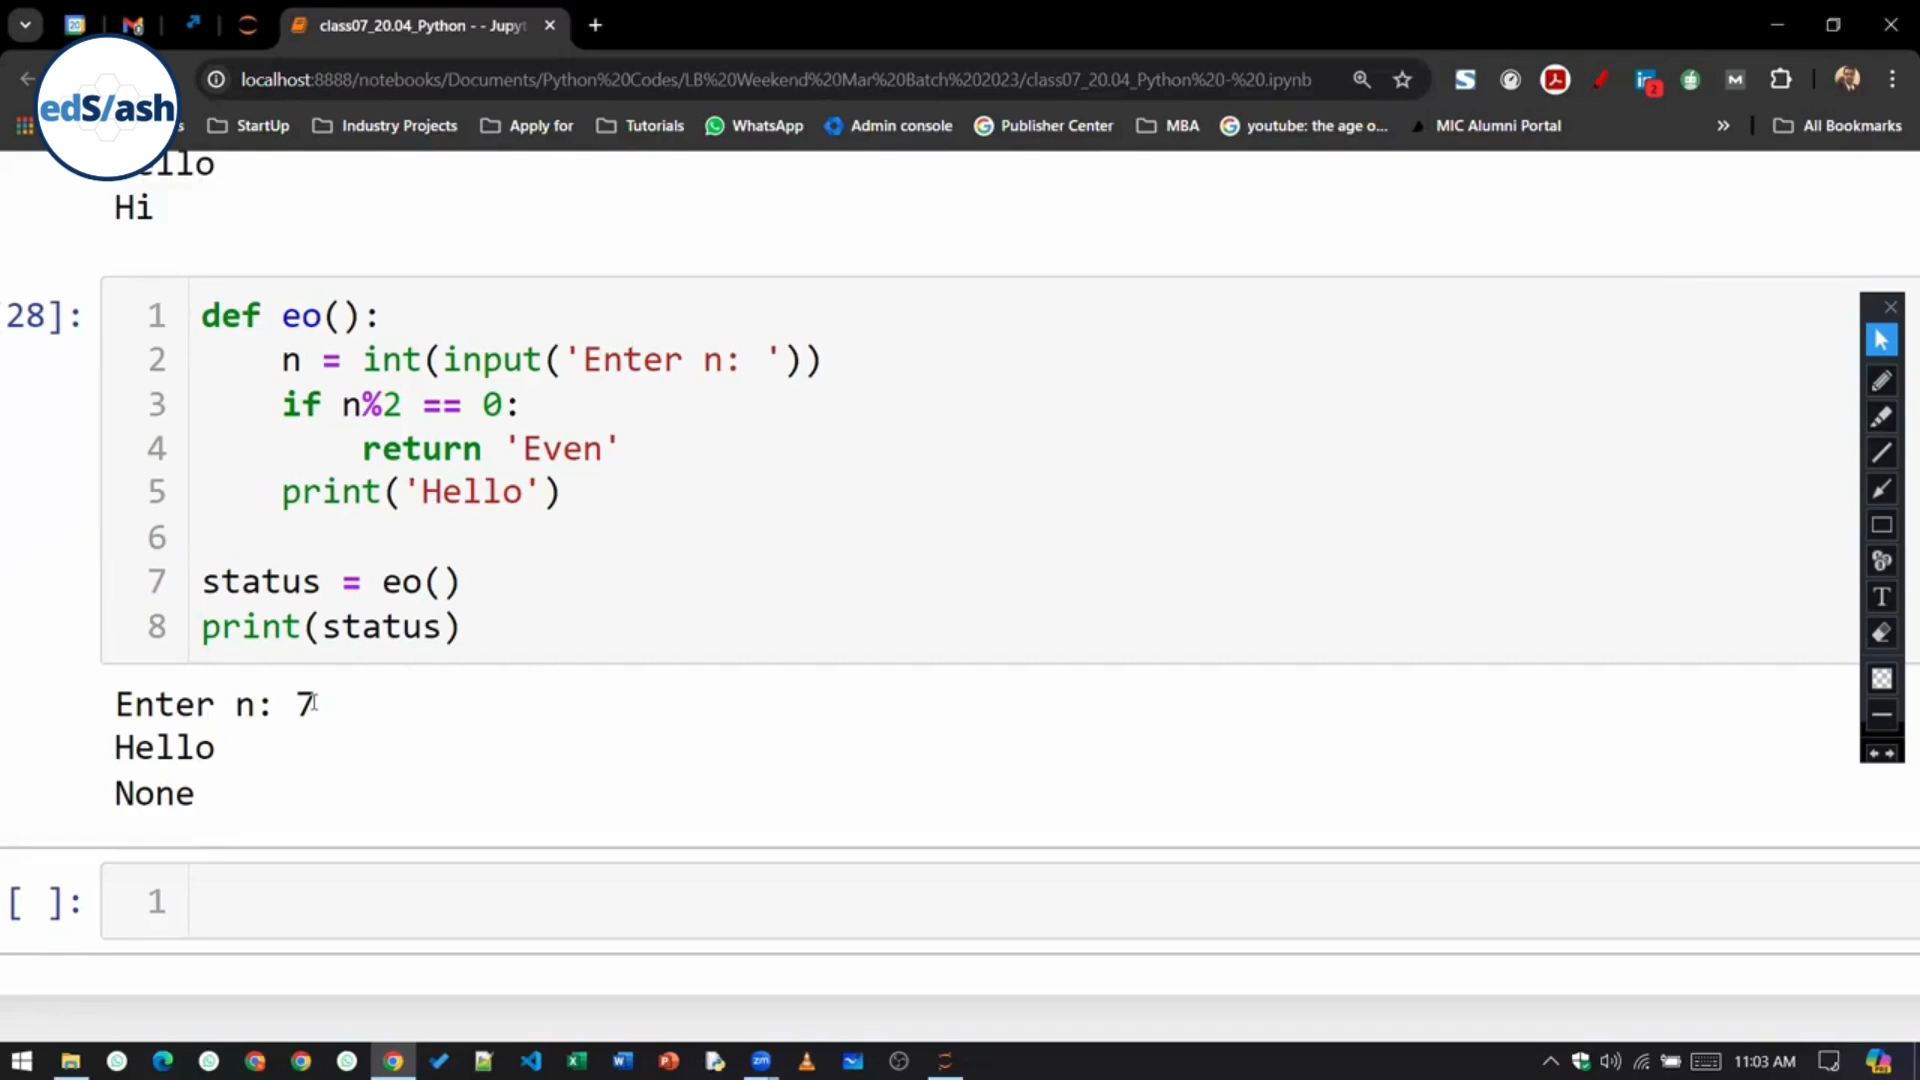 class07_20.04_Python - - Jupyt
localhost:8888/notebooks/Documents/Python%20Codes/LB%20Weekend%20Mar%20Batch%202023/class07_20.04_Python%20-%20.ipynb
edS/ash
StartUp
Industry Projects
Apply for
Tutorials
WhatsApp
Admin console
Publisher Center
MBA
youtube: the age o...
MIC Alumni Portal
All Bookmarks
Hi
28]:
1 def eo():
2 n = int(input('Enter n: '))
3 if n%2 == 0:
4 return 'Even'
5 print('Hello')
6
7 status = eo()
8 print(status)
Enter n: 7
Hello
None
[ ]: 1
11:03 AM